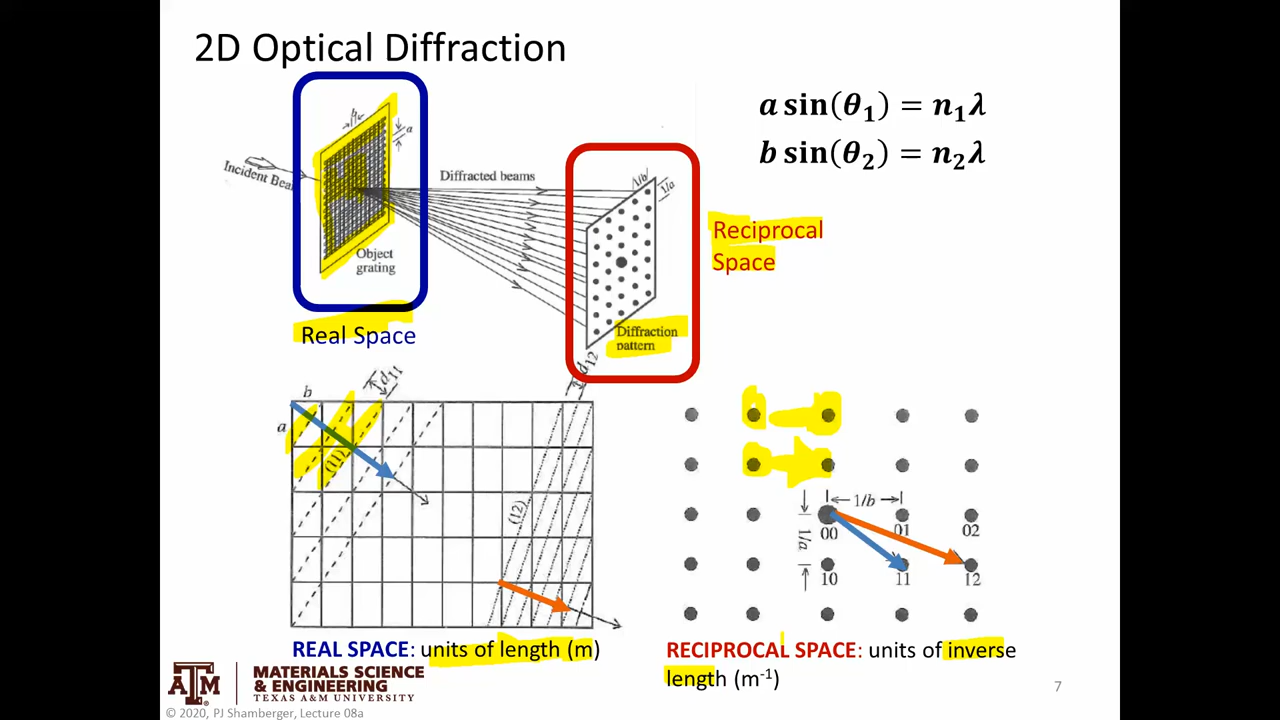 2D Optical Diffraction
a sin(θ₁) = n₁λ
b sin(θ₂) = n₂λ
b
a
Incident Beam
Diffracted beams
1/b
1/a
Object
grating
Reciprocal
Space
Real Space
Diffraction
pattern
b
d₁₁
d₁₂
a
(11)
(12)
1/b
1/a
00
01
02
10
11
12
REAL SPACE: units of length (m)
RECIPROCAL SPACE: units of inverse
length (m⁻¹)
ATM
MATERIALS SCIENCE
& ENGINEERING
TEXAS A&M UNIVERSITY
7
© 2020, PJ Shamberger, Lecture 08a